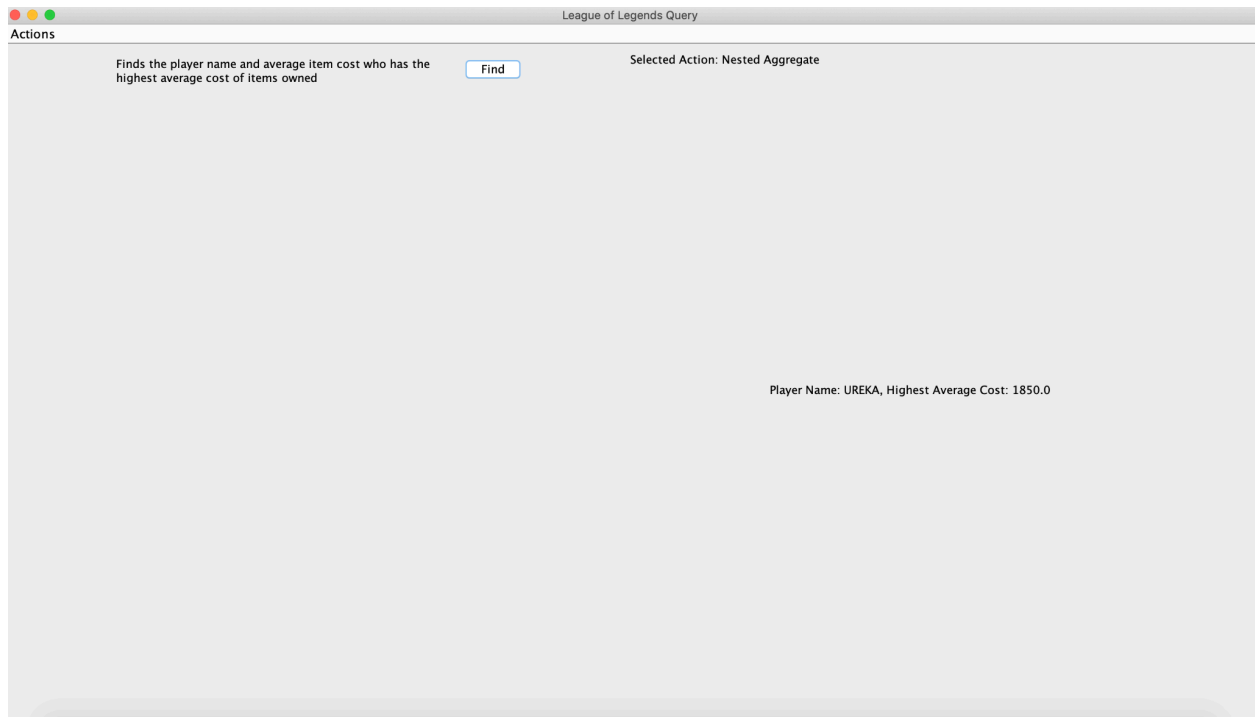 League of Legends Query
Actions
Finds the player name and average item cost who has the
highest average cost of items owned
Find
Selected Action: Nested Aggregate
Player Name: UREKA, Highest Average Cost: 1850.0